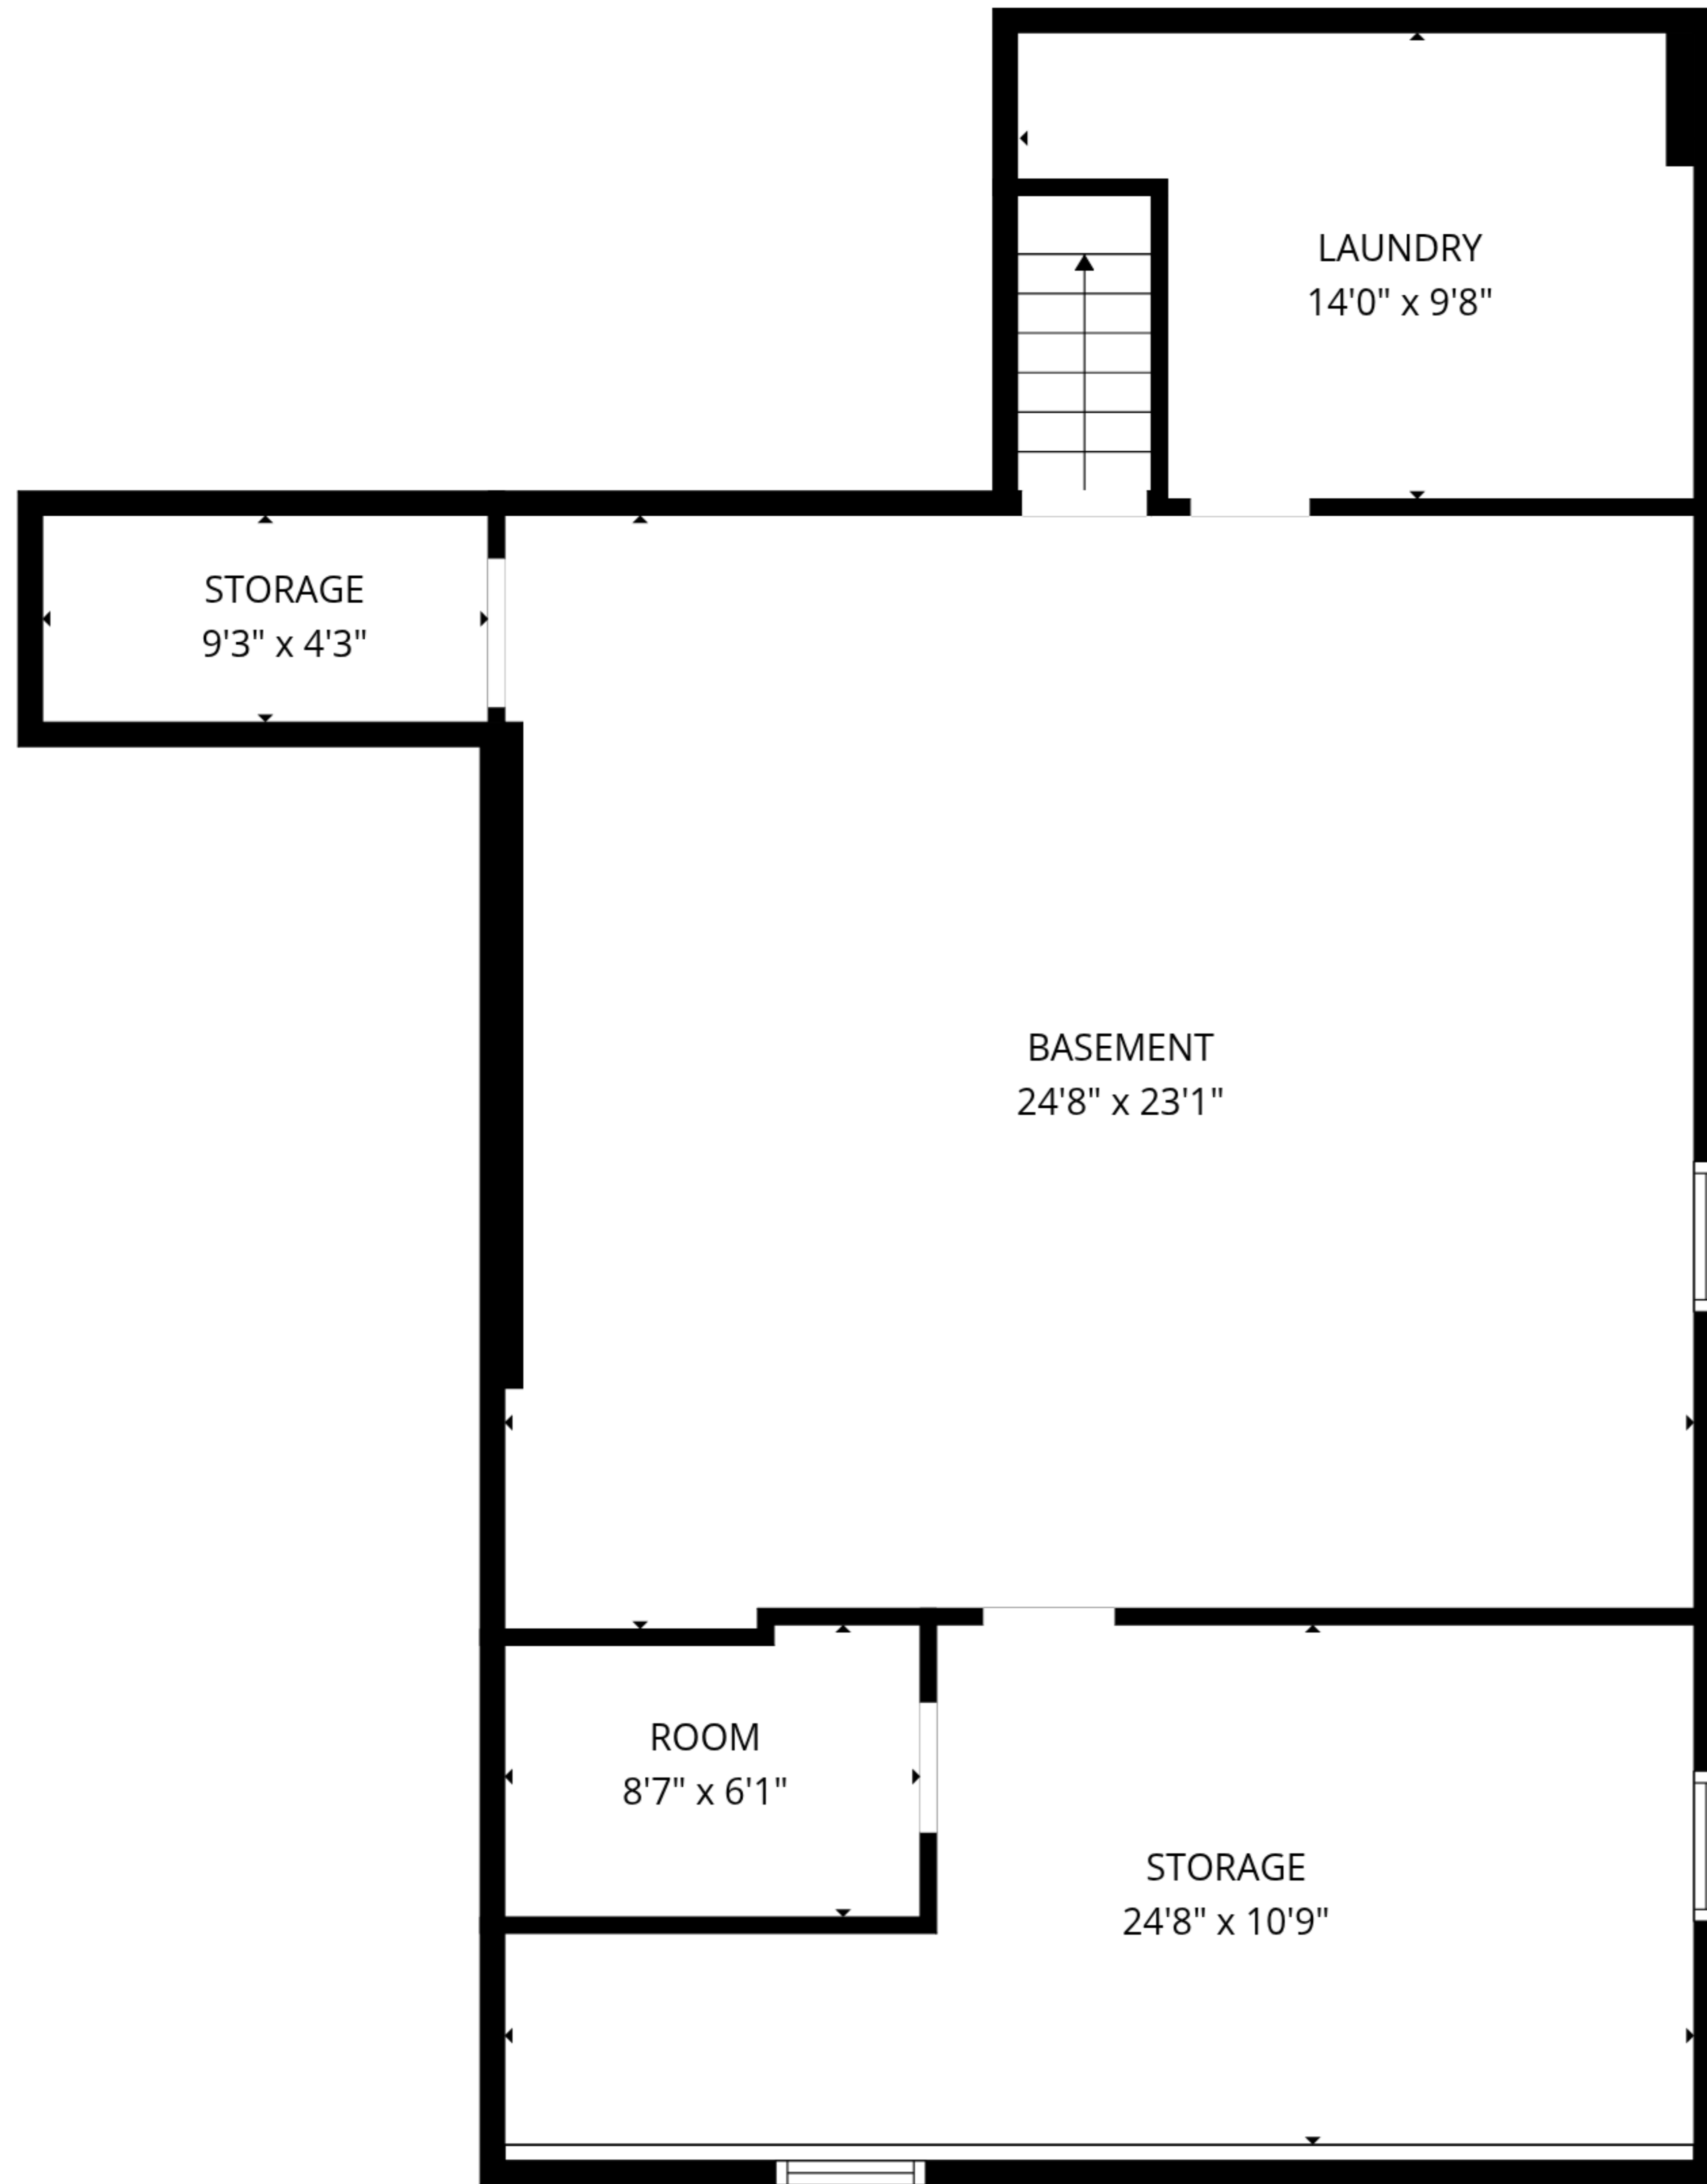 LAUNDRY
14'0" x 9'8"
STORAGE
9'3" x 4'3"
BASEMENT
24'8" x 23'1"
ROOM
8'7" x 6'1"
STORAGE
24'8" x 10'9"